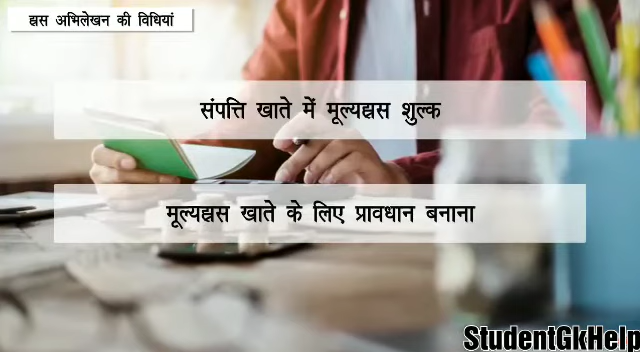 ह्रास अभिलेखन की विधियां
संपत्ति खाते में मूल्यह्रास शुल्क
मूल्यह्रास खाते के लिए प्रावधान बनाना
StudentGkHelp